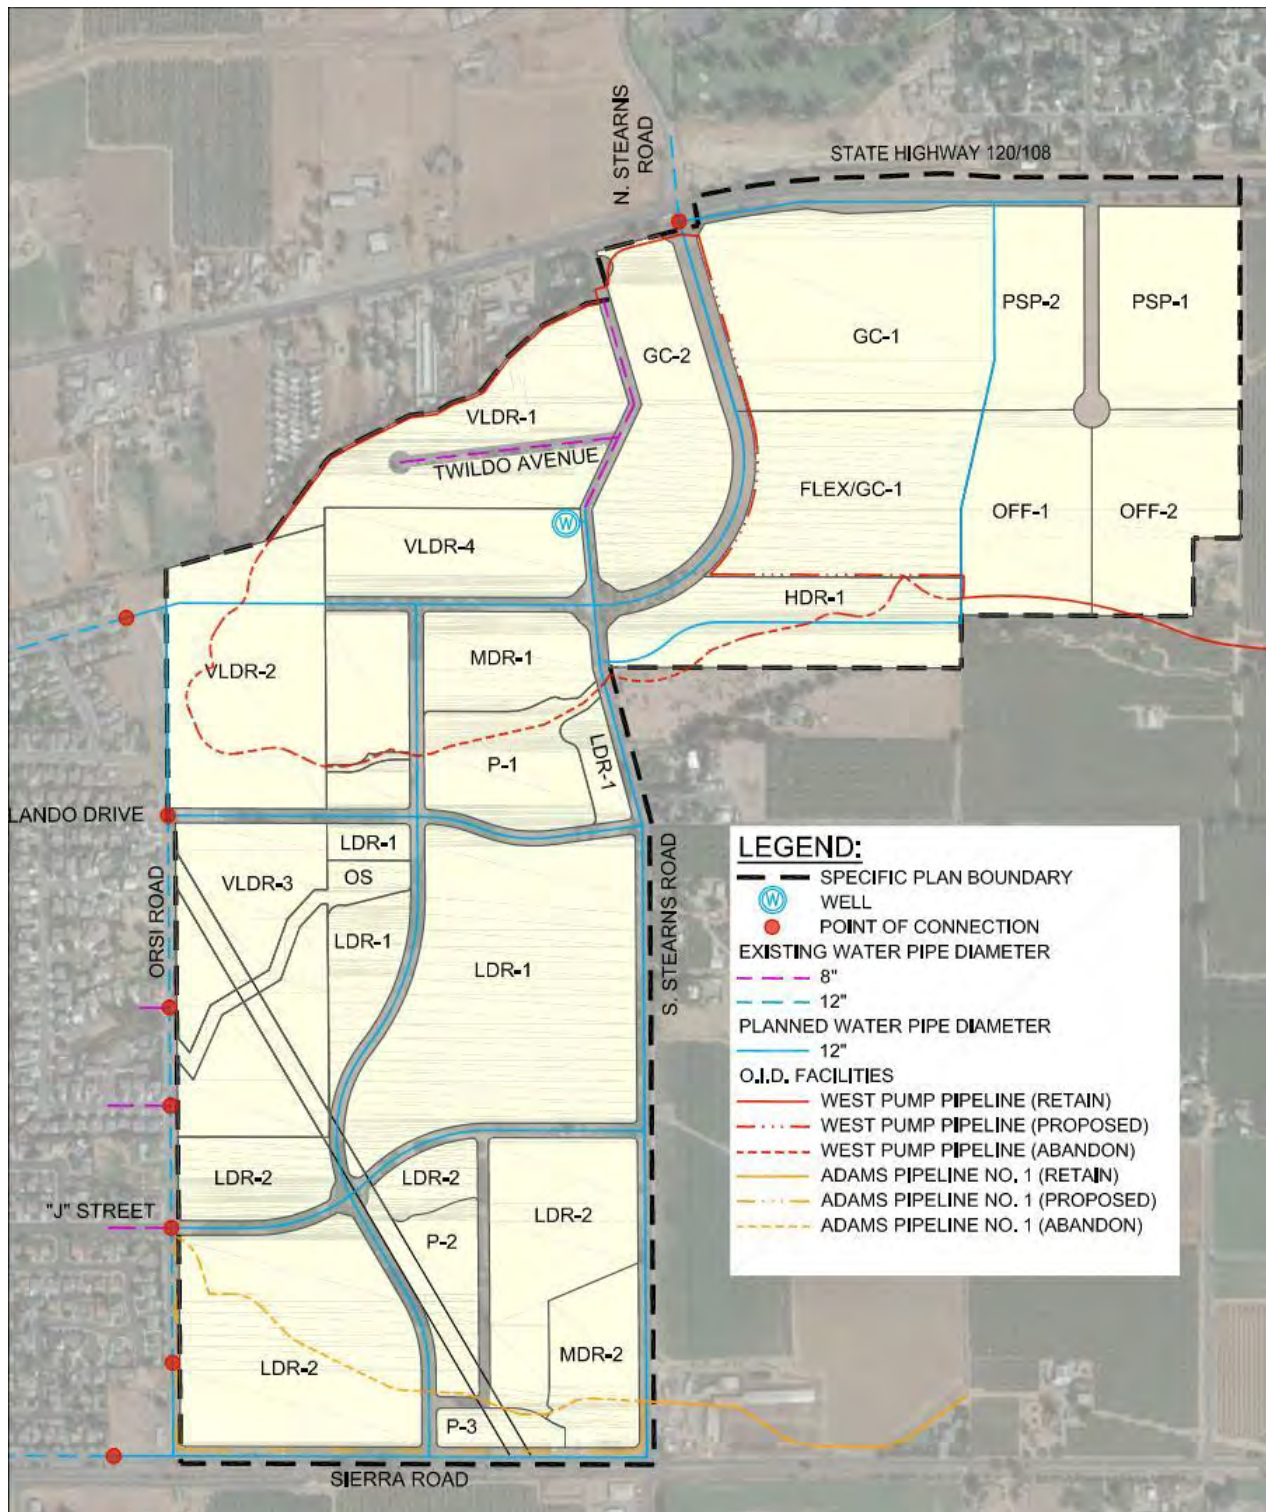 N. STEARNS
ROAD
STATE HIGHWAY 120/108
PSP-2
PSP-1
GC-1
GC-2
VLDR-1
TWILDO AVENUE
FLEX/GC-1
OFF-1
OFF-2
W
VLDR-4
HDR-1
MDR-1
VLDR-2
LDR-1
P-1
LANDO DRIVE
LDR-1
OS
VLDR-3
ORSI ROAD
LDR-1
LDR-1
S. STEARNS ROAD
LEGEND:
SPECIFIC PLAN BOUNDARY
W WELL
POINT OF CONNECTION
EXISTING WATER PIPE DIAMETER
8"
12"
PLANNED WATER PIPE DIAMETER
12"
O.I.D. FACILITIES
WEST PUMP PIPELINE (RETAIN)
WEST PUMP PIPELINE (PROPOSED)
WEST PUMP PIPELINE (ABANDON)
ADAMS PIPELINE NO. 1 (RETAIN)
ADAMS PIPELINE NO. 1 (PROPOSED)
ADAMS PIPELINE NO. 1 (ABANDON)
LDR-2
LDR-2
"J" STREET
LDR-2
P-2
MDR-2
LDR-2
P-3
SIERRA ROAD